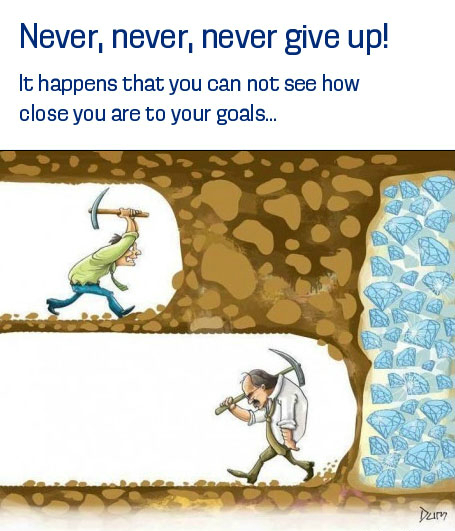 Never, never, never give up!
It happens that you can not see how
close you are to your goals...